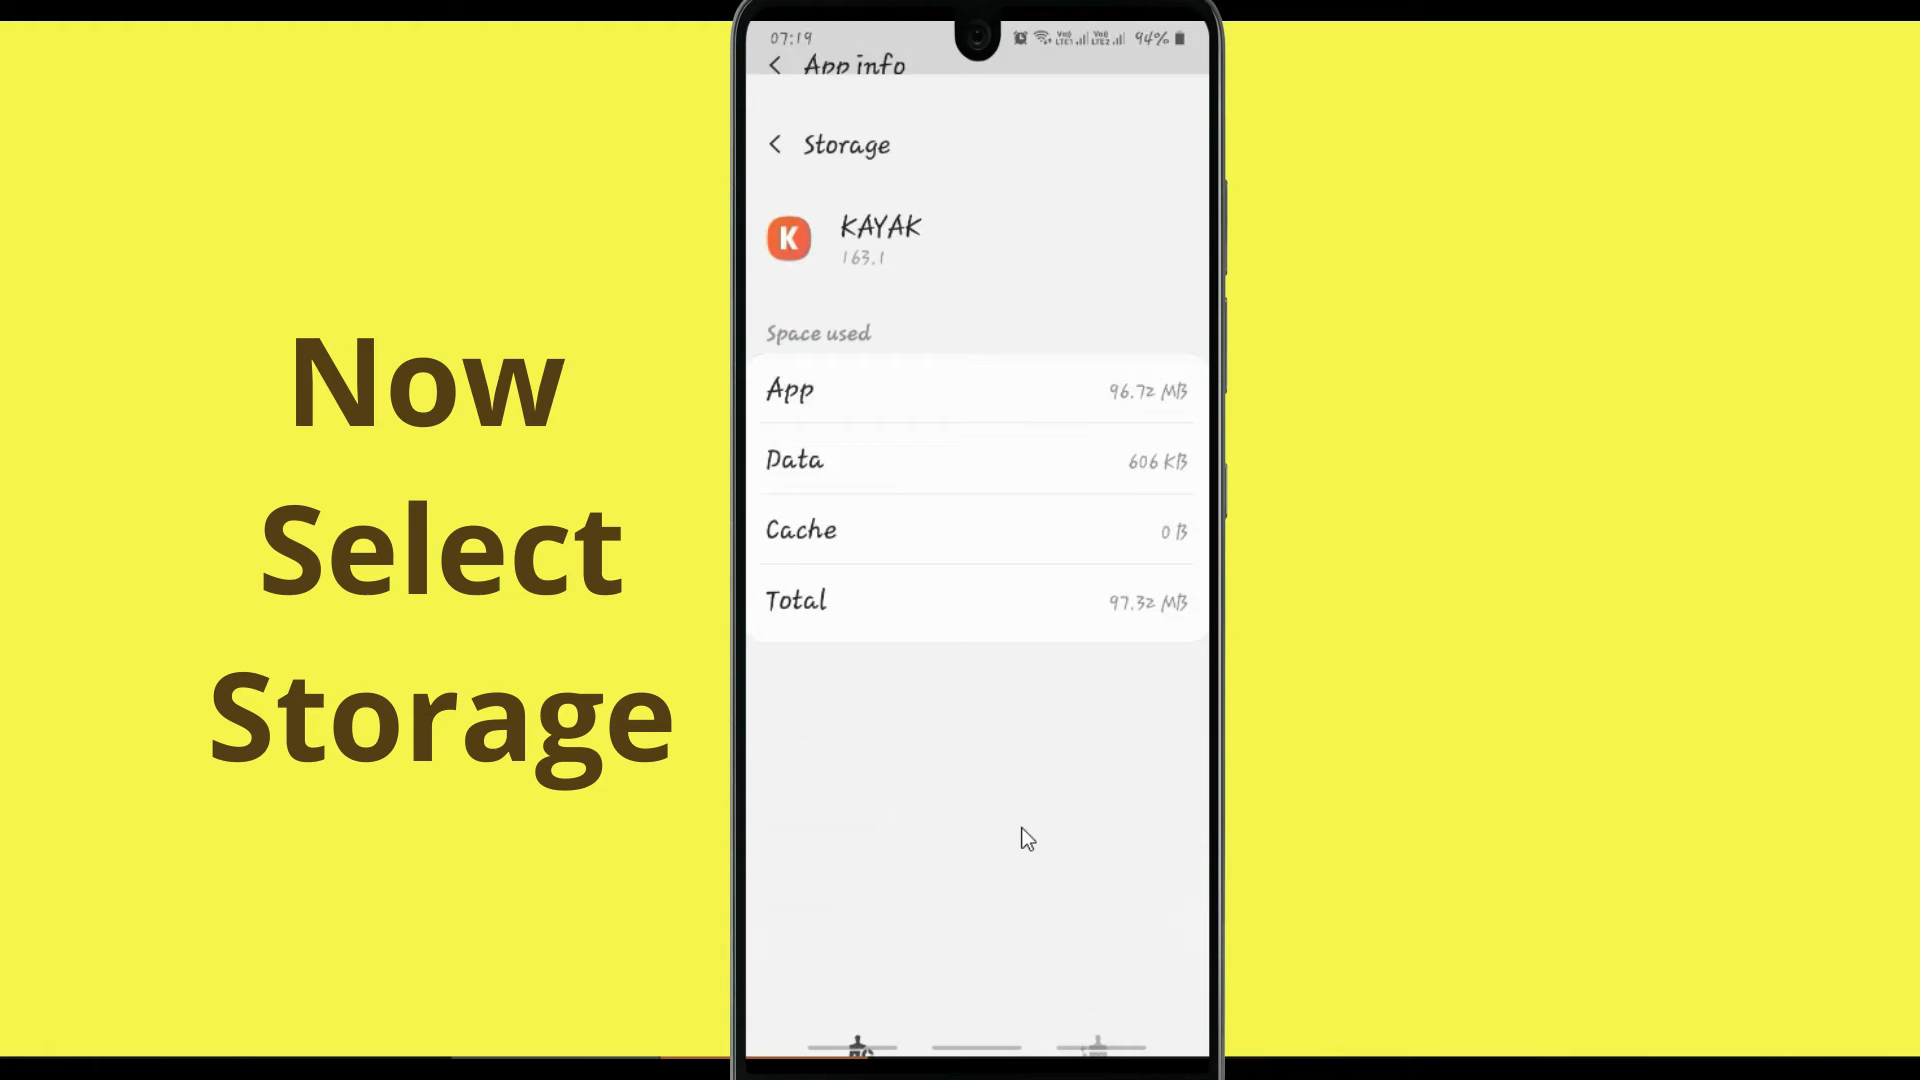 07:19 94%
App info
Storage
K KAYAK
163.1
Space used
App 96.72 MB
Data 606 KB
Cache 0 B
Total 97.32 MB
Now
Select
Storage